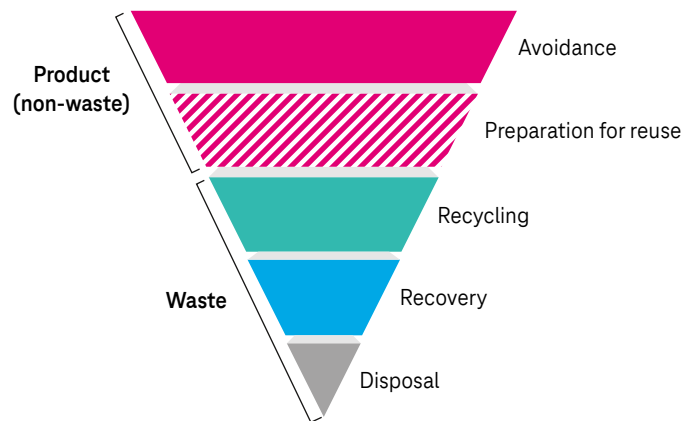 Avoidance
Product
(non-waste)
Preparation for reuse
Recycling
Waste
Recovery
Disposal